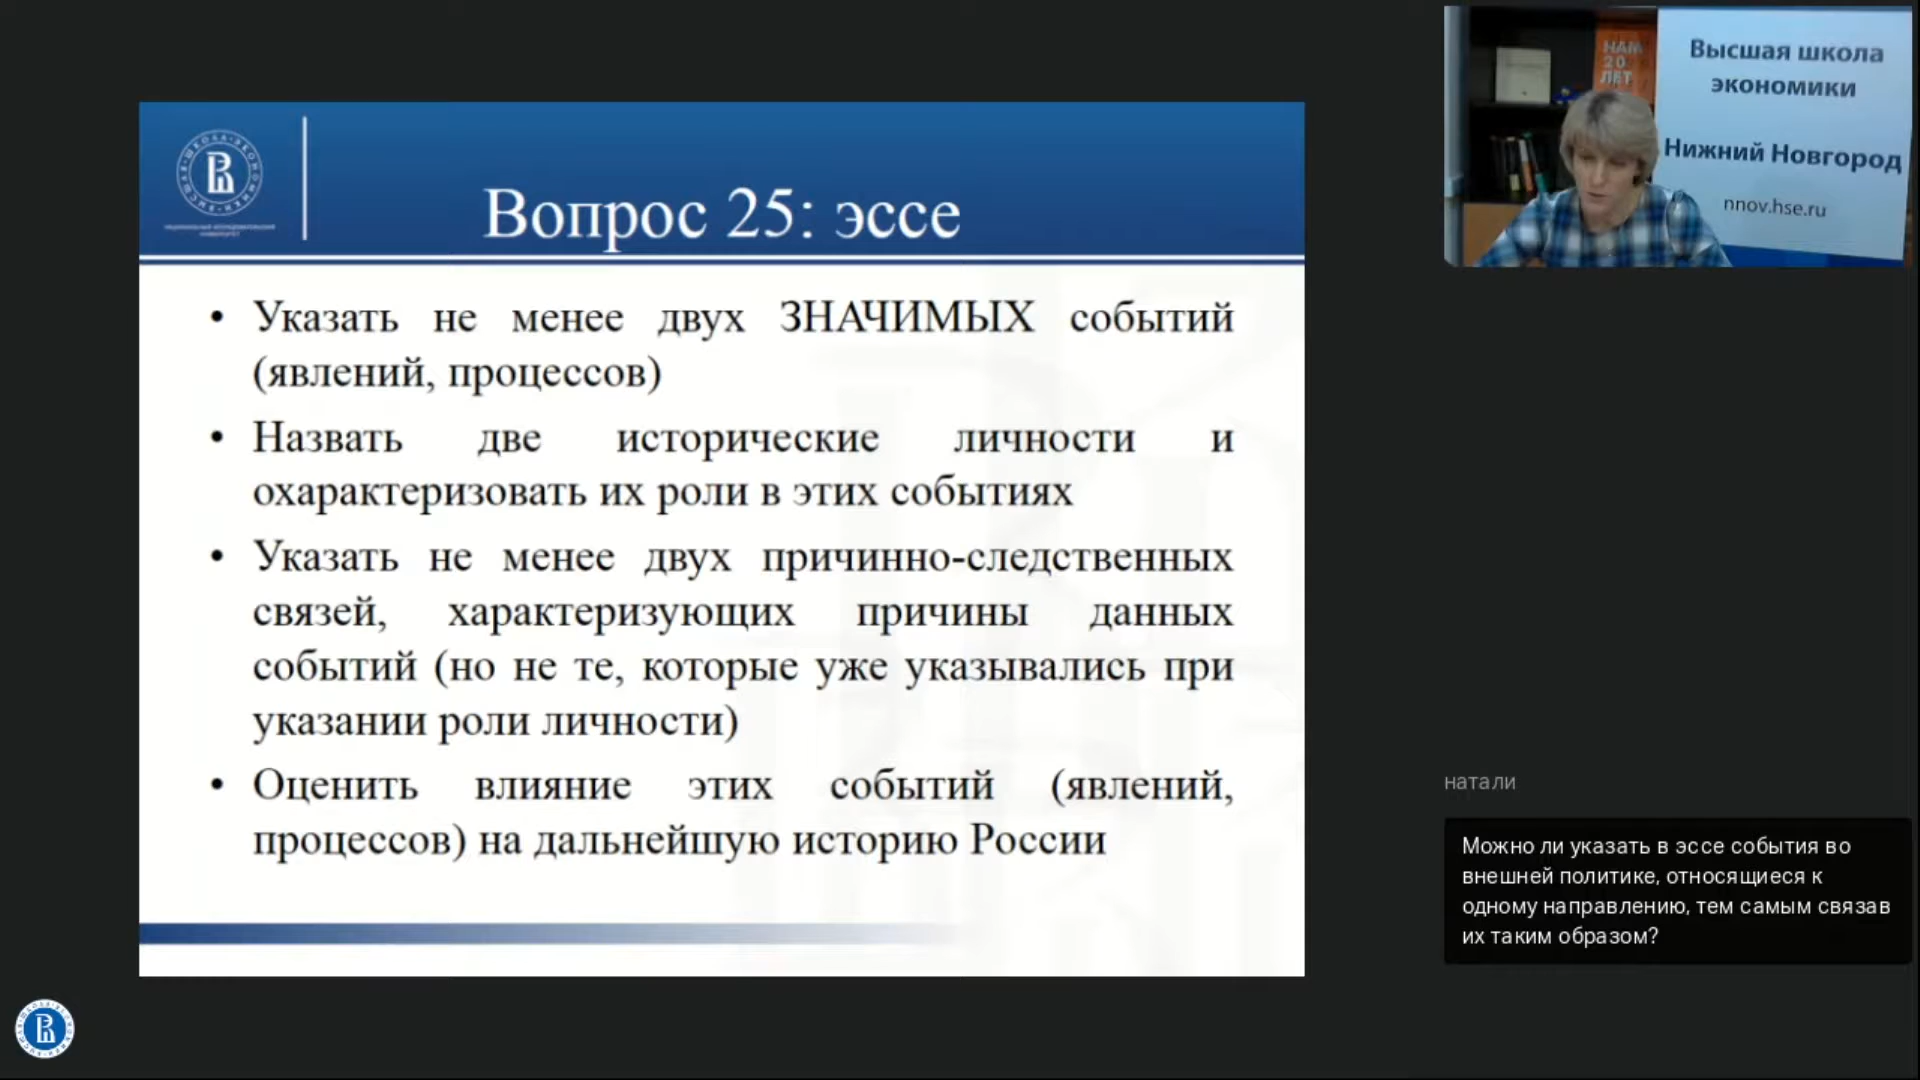 Вопрос 25: эссе
• Указать не менее двух ЗНАЧИМЫХ событий
(явлений, процессов)
• Назвать две исторические личности и
охарактеризовать их роли в этих событиях
• Указать не менее двух причинно-следственных
связей, характеризующих причины данных
событий (но не те, которые уже указывались при
указании роли личности)
• Оценить влияние этих событий (явлений,
процессов) на дальнейшую историю России
НАМ
20
ЛЕТ
Высшая школа
экономики
Нижний Новгород
nnov.hse.ru
натали
Можно ли указать в эссе события во
внешней политике, относящиеся к
одному направлению, тем самым связав
их таким образом?